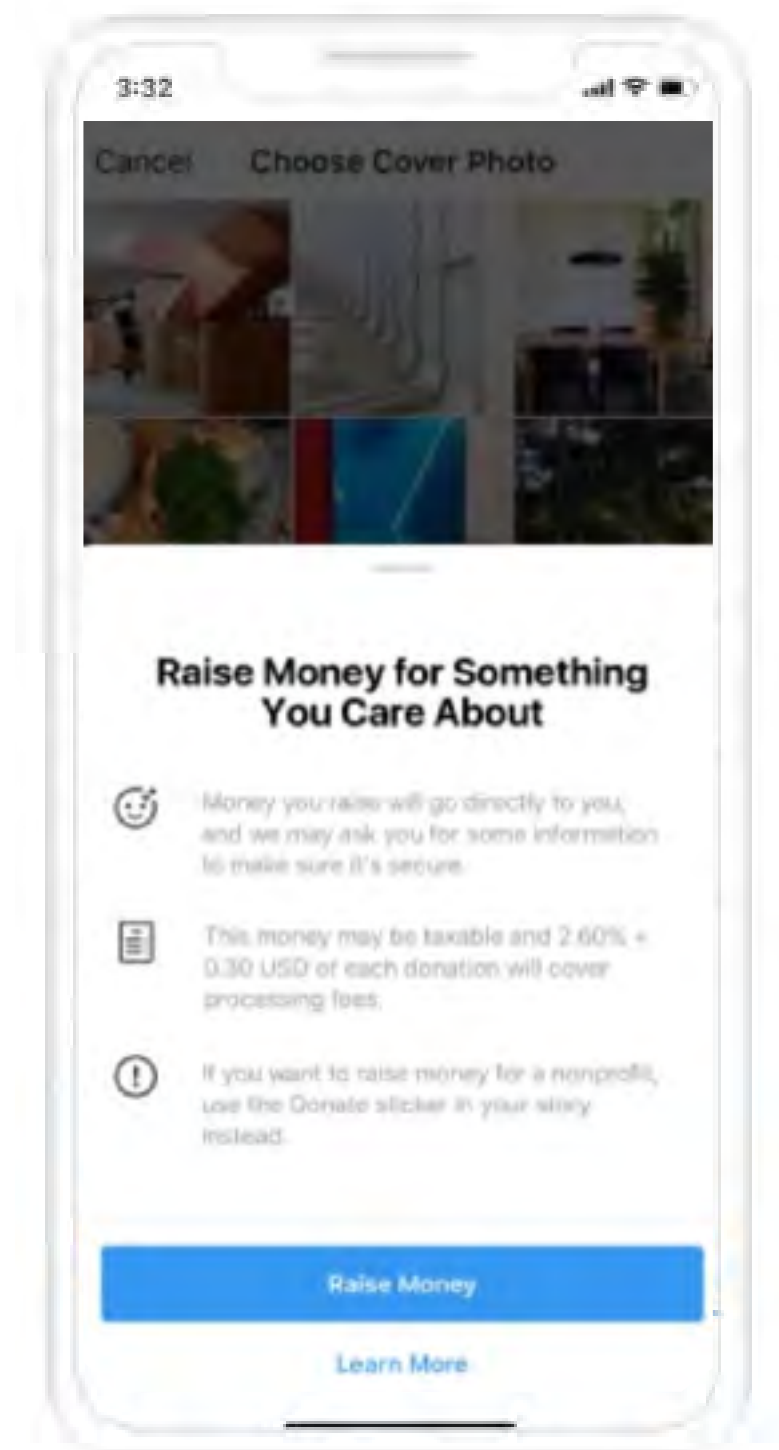 3:32
Cancel Choose Cover Photo
Raise Money for Something
You Care About
Money you raise will go directly to you,
and we may ask you for some information
to make sure it's secure.
This money may be taxable and 2.60% +
0.30 USD of each donation will cover
processing fees.
If you want to raise money for a nonprofit,
use the Donate sticker in your story
instead.
Raise Money
Learn More